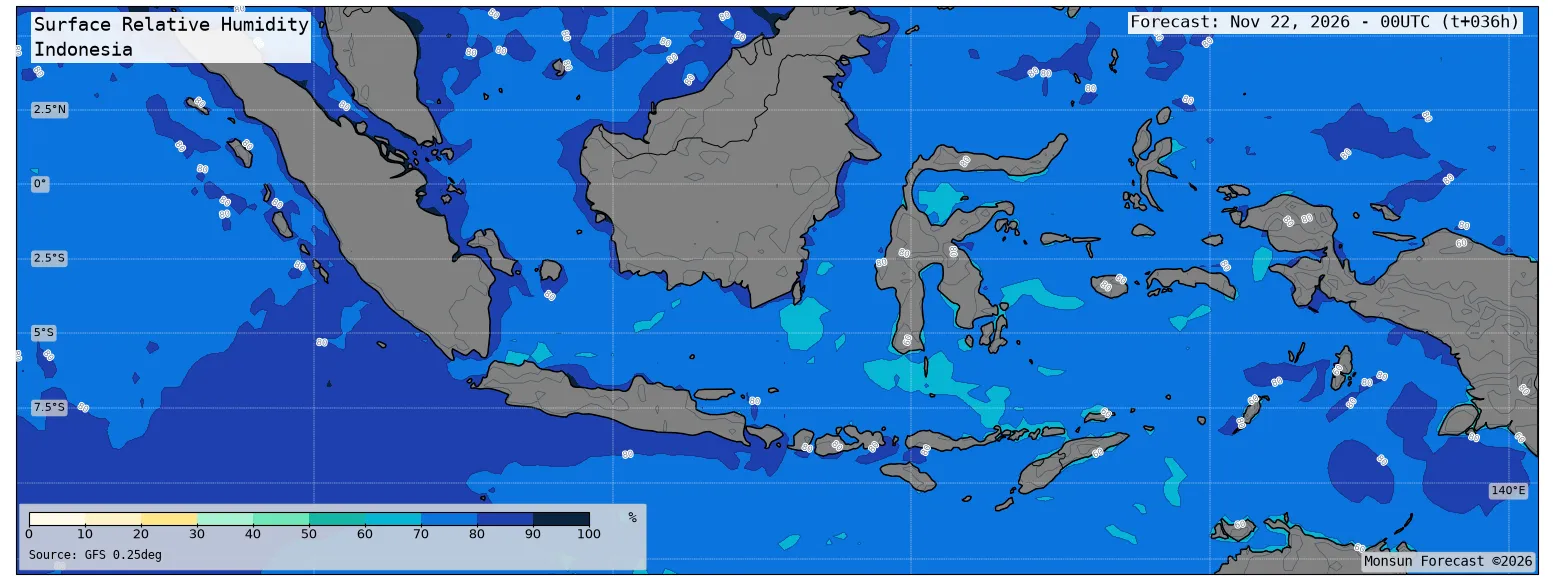 Surface Relative Humidity
Indonesia
Forecast: Nov 22, 2026 - 00UTC (t+036h)
2.5°N
0°
2.5°S
5°S
7.5°S
140°E
0 10 20 30 40 50 60 70 80 90 100 %
Source: GFS 0.25deg
Monsun Forecast ©2026